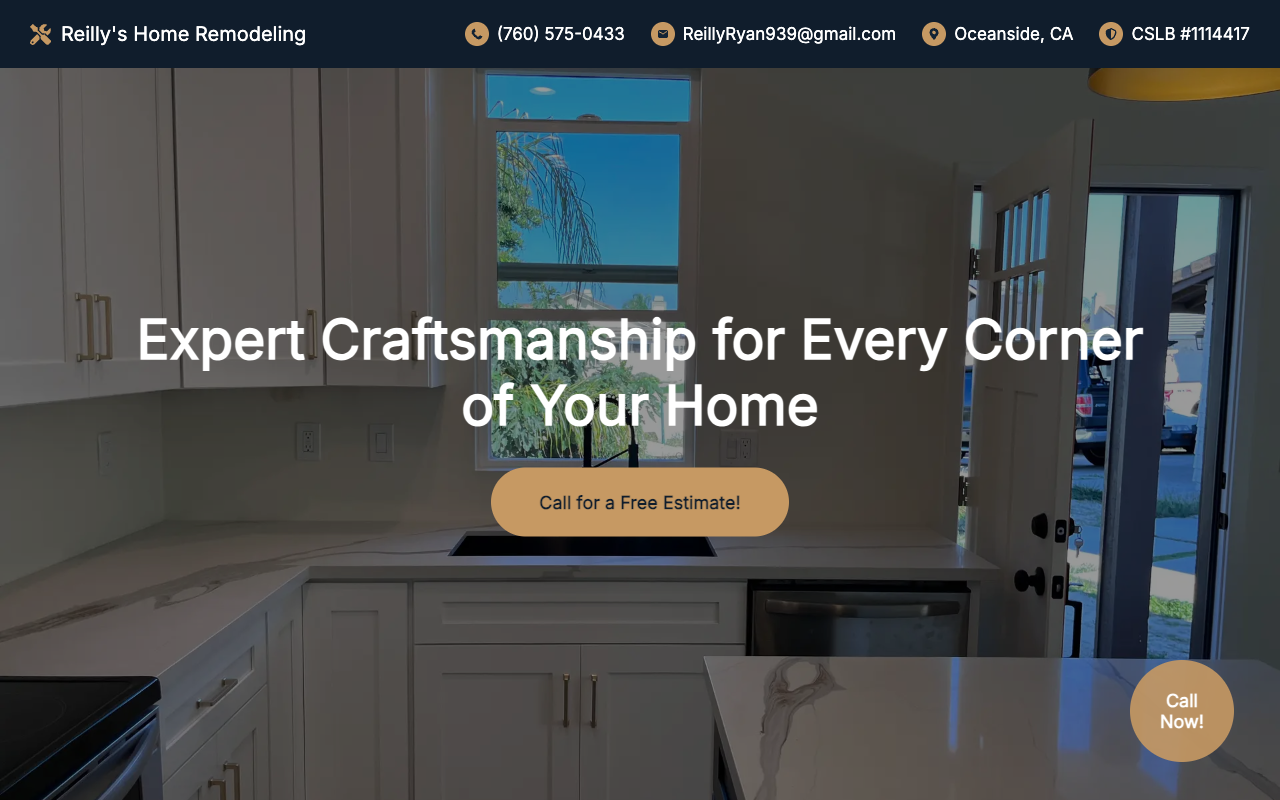 Reilly's Home Remodeling
(760) 575-0433
ReillyRyan939@gmail.com
Oceanside, CA
CSLB #1114417
Expert Craftsmanship for Every Corner
of Your Home
Call for a Free Estimate!
Call
Now!